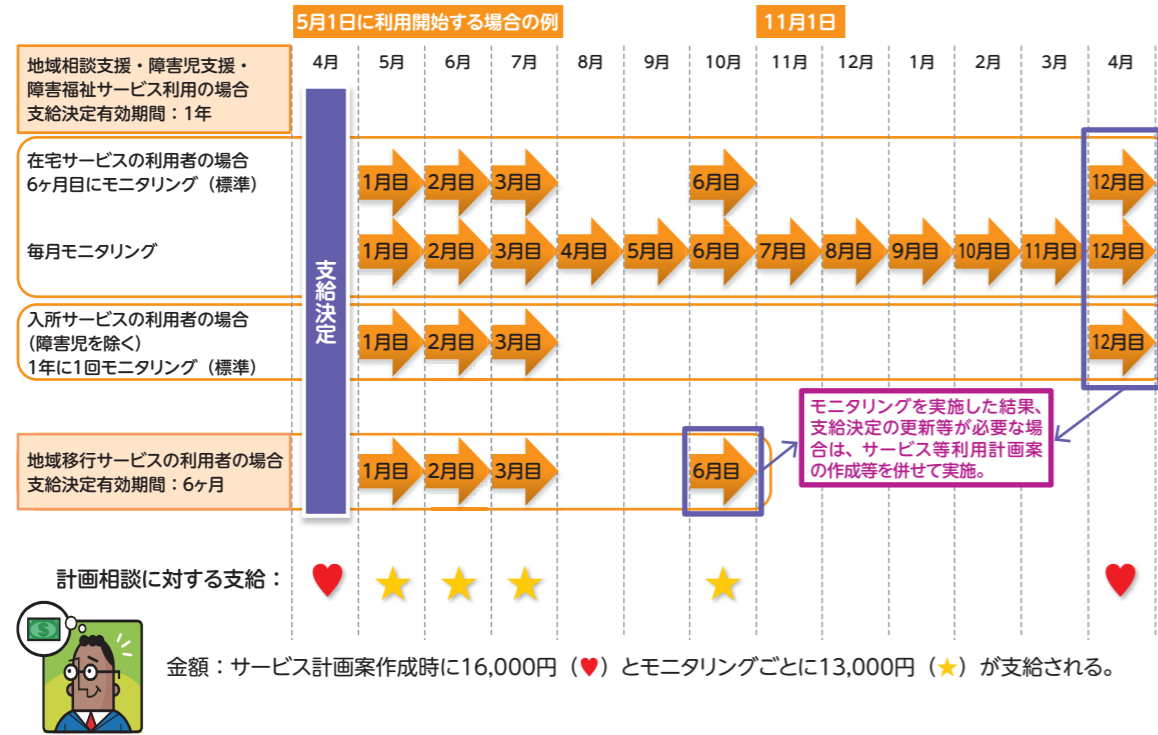 5月1日に利用開始する場合の例
11月1日
地域相談支援・障害児支援・
障害福祉サービス利用の場合
支給決定有効期間：1年
4月 5月 6月 7月 8月 9月 10月 11月 12月 1月 2月 3月 4月
在宅サービスの利用者の場合
6ヶ月目にモニタリング（標準）
1月目 2月目 3月目 6月目 12月目
毎月モニタリング
1月目 2月目 3月目 4月目 5月目 6月目 7月目 8月目 9月目 10月目 11月目 12月目
支給決定
入所サービスの利用者の場合
（障害児を除く）
1年に1回モニタリング（標準）
1月目 2月目 3月目 12月目
モニタリングを実施した結果、
支給決定の更新等が必要な場
合は、サービス等利用計画案
の作成等を併せて実施。
地域移行サービスの利用者の場合
支給決定有効期間：6ヶ月
1月目 2月目 3月目 6月目
計画相談に対する支給：
金額：サービス計画案作成時に16,000円（♥）とモニタリングごとに13,000円（★）が支給される。